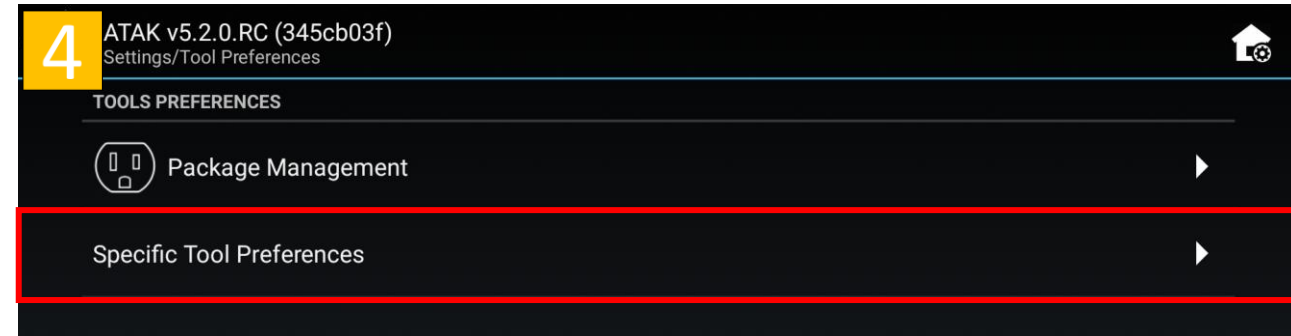 4
ATAK v5.2.0.RC (345cb03f)
Settings/Tool Preferences
TOOLS PREFERENCES
Package Management
Specific Tool Preferences